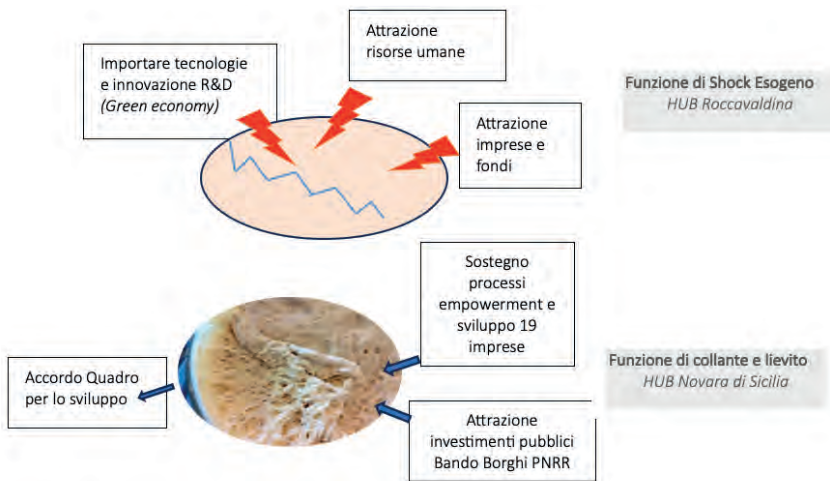 Attrazione
risorse umane
Importare tecnologie
e innovazione R&D
(Green economy)
Attrazione
imprese e
fondi
Funzione di Shock Esogeno
HUB Roccavaldina
Sostegno
processi
empowerment e
sviluppo 19
imprese
Accordo Quadro
per lo sviluppo
Attrazione
investimenti pubblici
Bando Borghi PNRR
Funzione di collante e lievito
HUB Novara di Sicilia